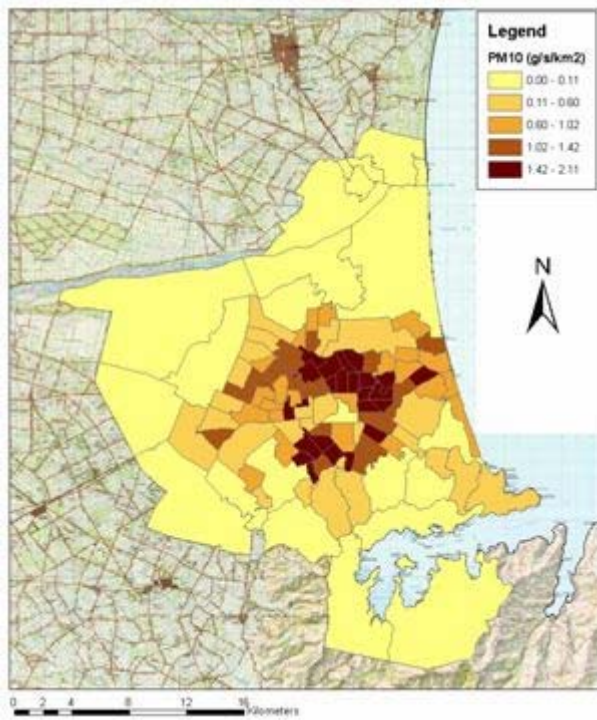 Legend
PM10 (g/s/km2)
0.00 - 0.11
0.11 - 0.60
0.60 - 1.02
1.02 - 1.42
1.42 - 2.11
N
0 2 4 8 12 16
Kilometers